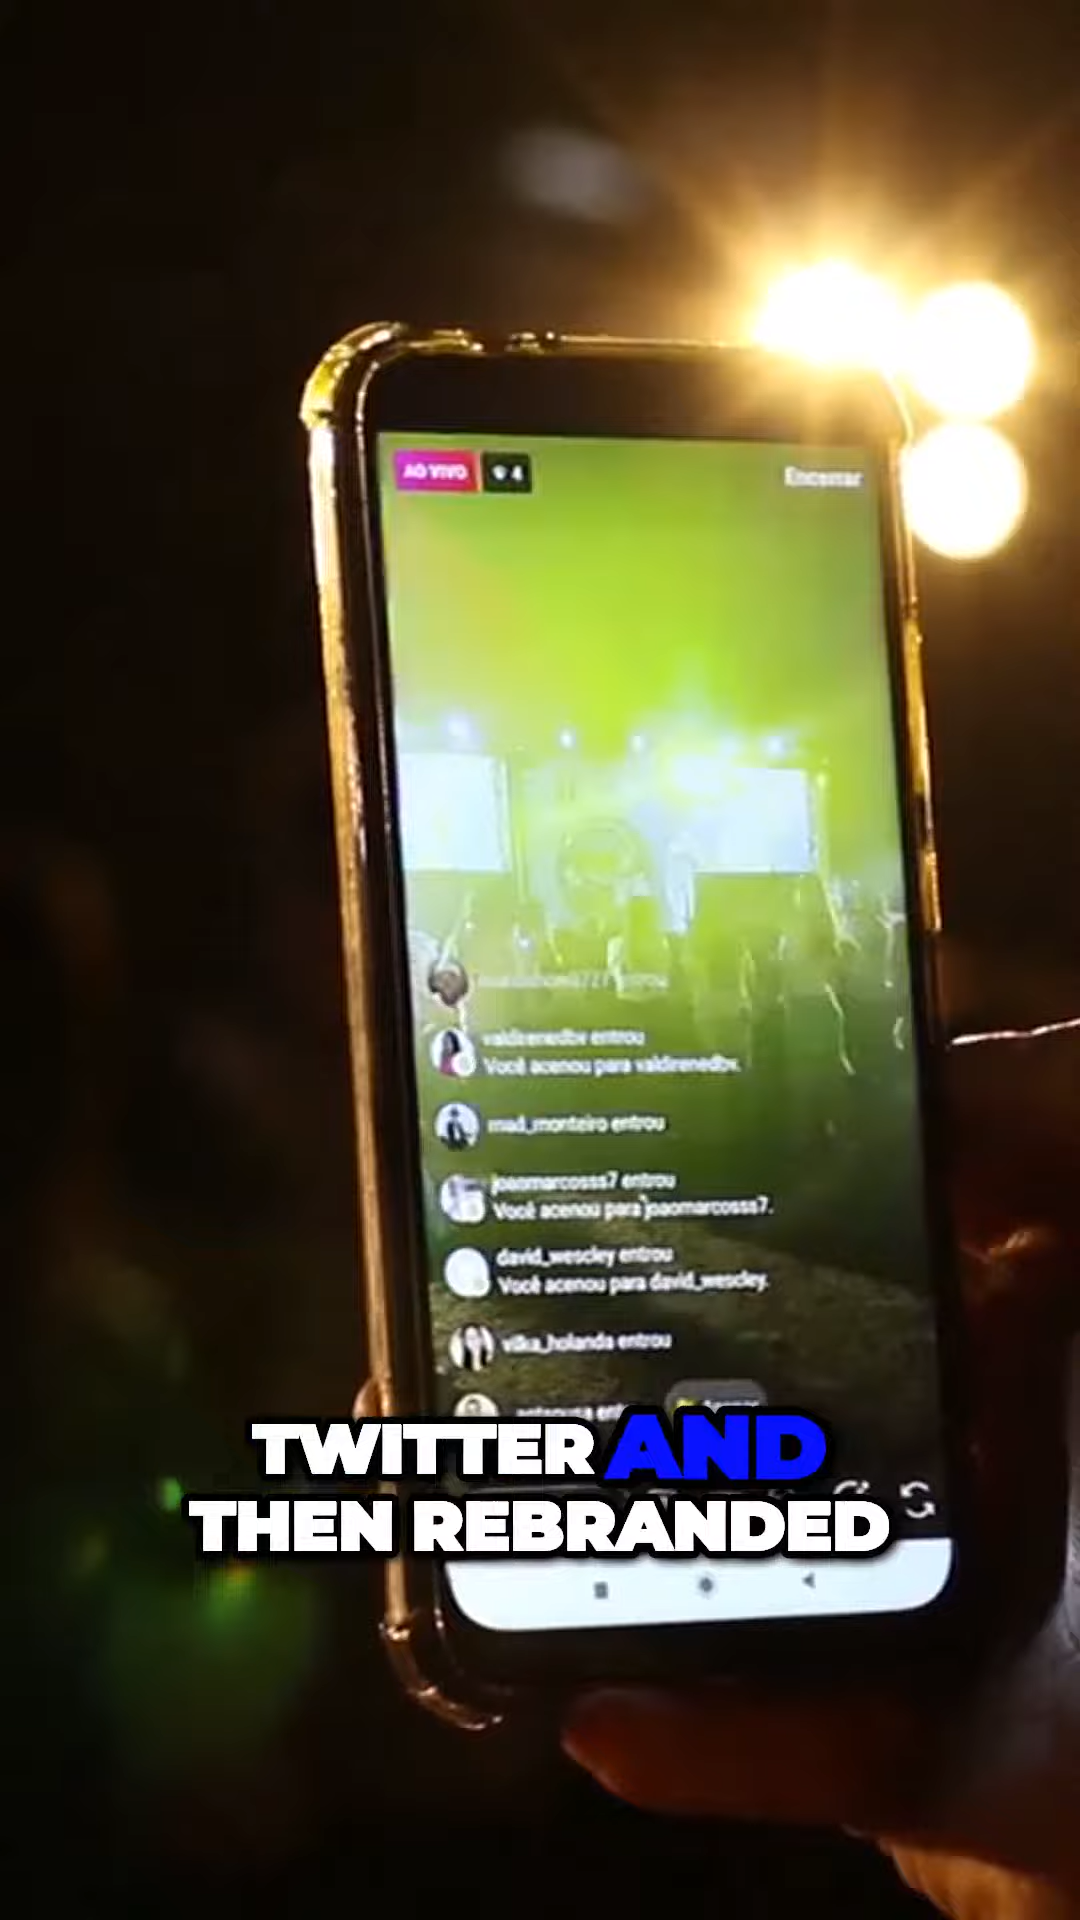 AO VIVO 4
Encerrar
valdirenedbv entrou
Você acenou para valdirenedbv.
mad_monteiro entrou
joaomarcosss7 entrou
Você acenou para joaomarcosss7.
david_wescley entrou
Você acenou para david_wescley.
vilka_holanda entrou
TWITTER AND
THEN REBRANDED